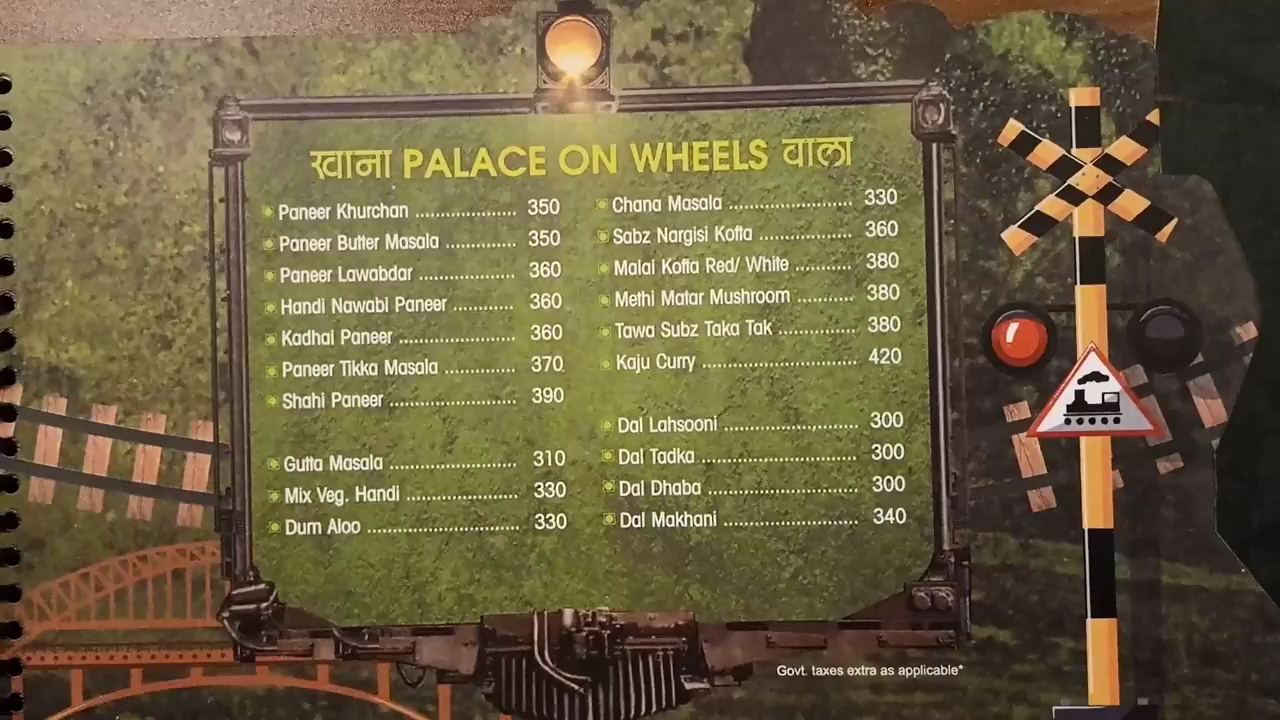 खाना PALACE ON WHEELS वाला
Paneer Khurchan .................... 350
Paneer Butter Masala .............. 350
Paneer Lawabdar ................... 360
Handi Nawabi Paneer ............ 360
Kadhai Paneer ....................... 360
Paneer Tikka Masala .............. 370
Shahi Paneer ......................... 390
Gutta Masala ......................... 310
Mix Veg. Handi ...................... 330
Dum Aloo .............................. 330
Chana Masala ........................ 330
Sabz Nargisi Kofta .................. 360
Malai Kofta Red/ White ........... 380
Methi Matar Mushroom .......... 380
Tawa Subz Taka Tak ............... 380
Kaju Curry .............................. 420
Dal Lahsooni .......................... 300
Dal Tadka .............................. 300
Dal Dhaba ............................. 300
Dal Makhani .......................... 340
Govt. taxes extra as applicable*